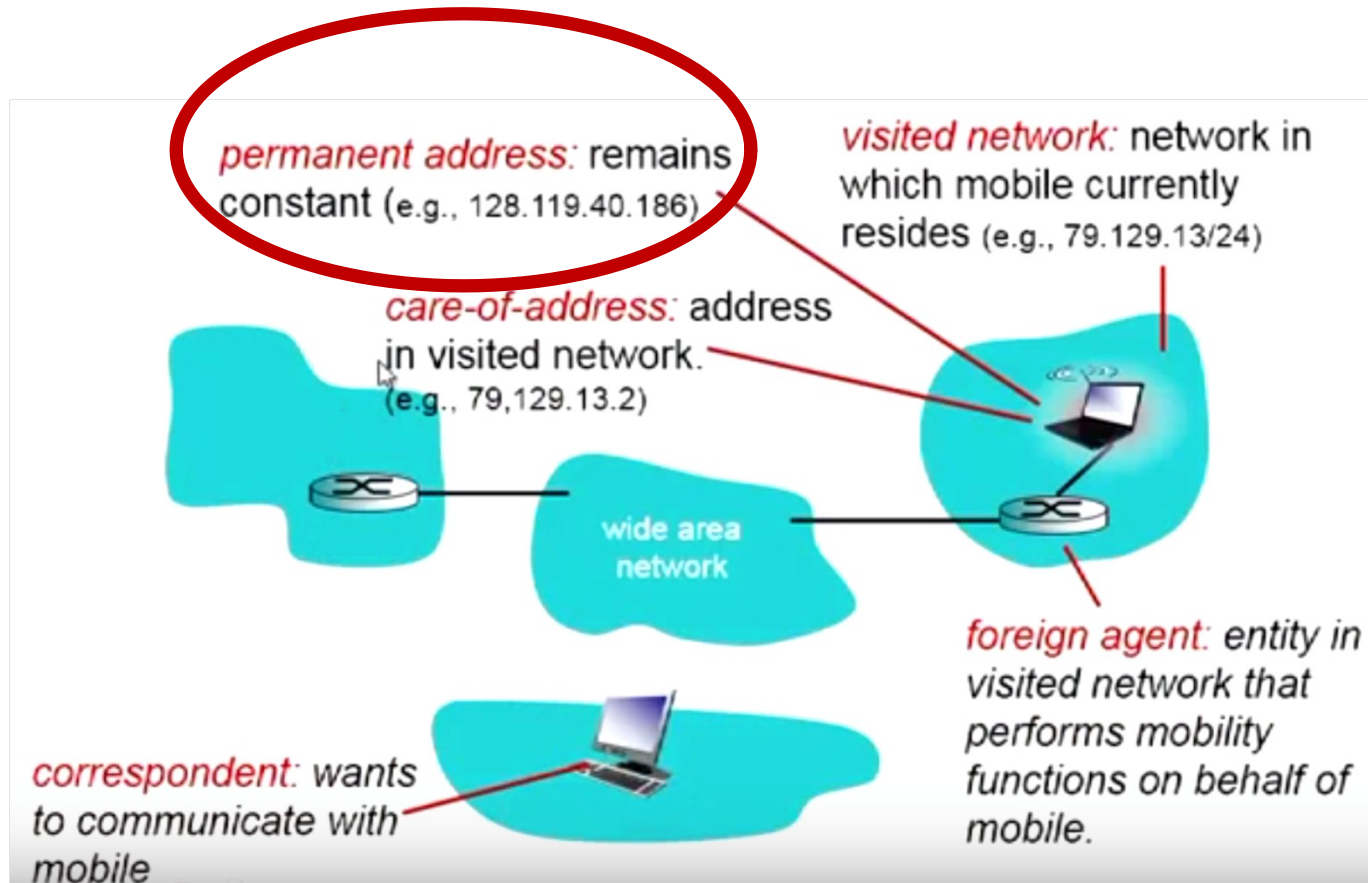 permanent address: remains
constant (e.g., 128.119.40.186)
visited network: network in
which mobile currently
resides (e.g., 79.129.13/24)
care-of-address: address
in visited network.
(e.g., 79,129.13.2)
wide area
network
foreign agent: entity in
visited network that
performs mobility
functions on behalf of
mobile.
correspondent: wants
to communicate with
mobile